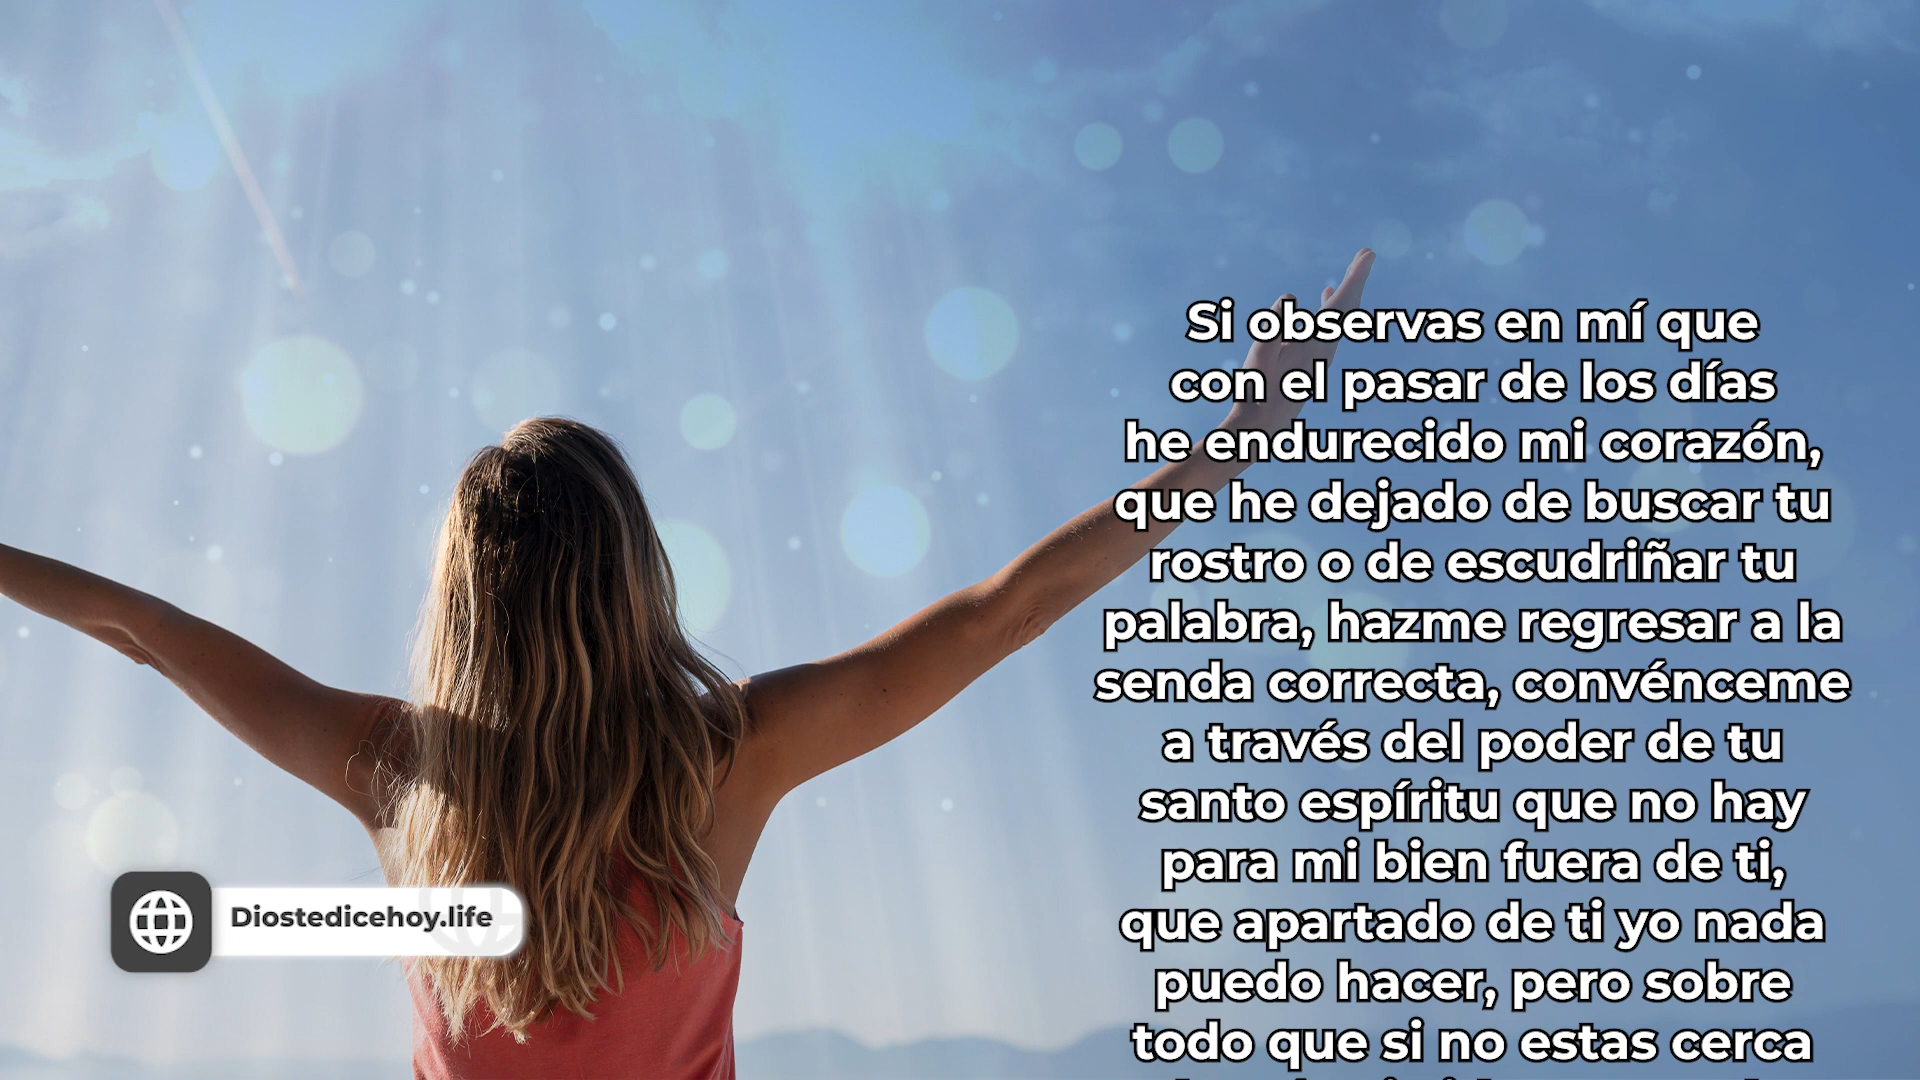 Si observas en mí que
con el pasar de los días
he endurecido mi corazón,
que he dejado de buscar tu
rostro o de escudriñar tu
palabra, hazme regresar a la
senda correcta, convénceme
a través del poder de tu
santo espíritu que no hay
para mi bien fuera de ti,
que apartado de ti yo nada
puedo hacer, pero sobre
todo que si no estas cerca
Diostedicehoy.life